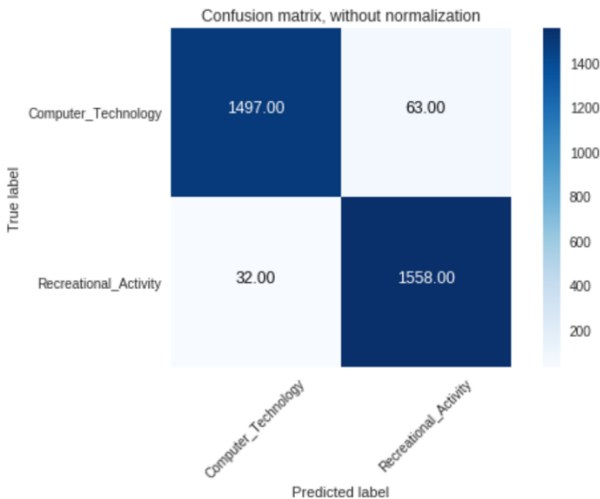 Confusion matrix, without normalization
True label
Computer_Technology
1497.00
63.00
Recreational_Activity
32.00
1558.00
1400
1200
1000
800
600
400
200
Computer_Technology
Recreational_Activity
Predicted label